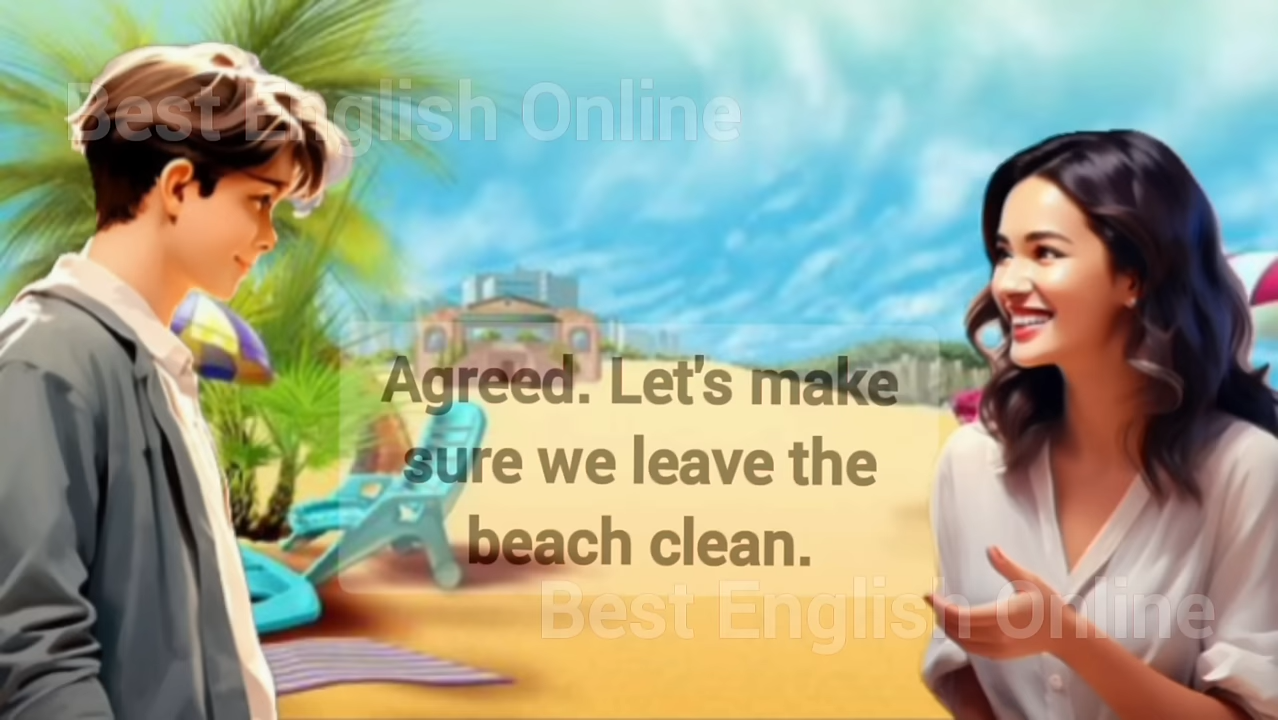 Best English Online
Agreed. Let's make
sure we leave the
beach clean.
Best English Online